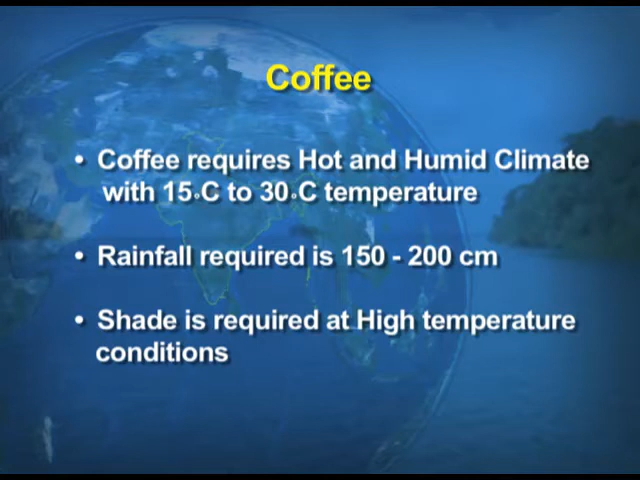 Coffee
• Coffee requires Hot and Humid Climate
with 15°C to 30°C temperature
• Rainfall required is 150 - 200 cm
• Shade is required at High temperature
conditions